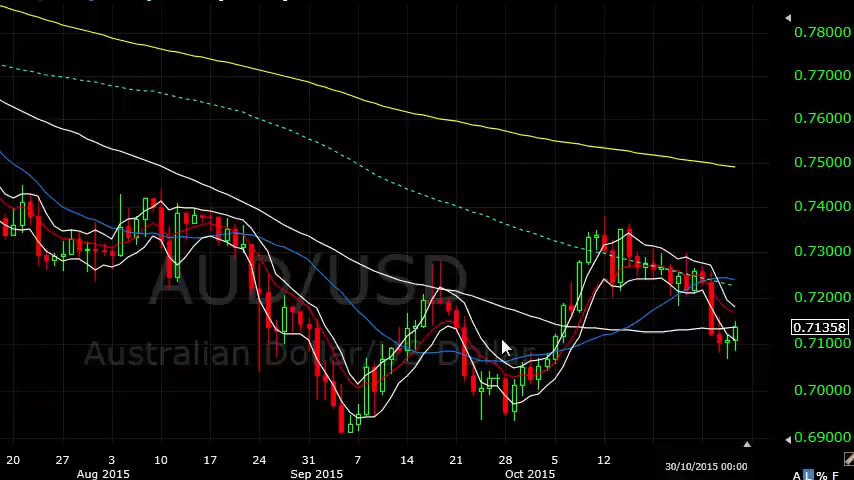 0.78000
0.77000
0.76000
0.75000
0.74000
0.73000
0.72000
0.71358
0.71000
0.70000
0.69000
AUD/USD
Australian Dollar/ Dollar
20 27 3 10 17 24 31 7 14 21 28 5 12
Aug 2015 Sep 2015 Oct 2015 30/10/2015 00:00
A L % F